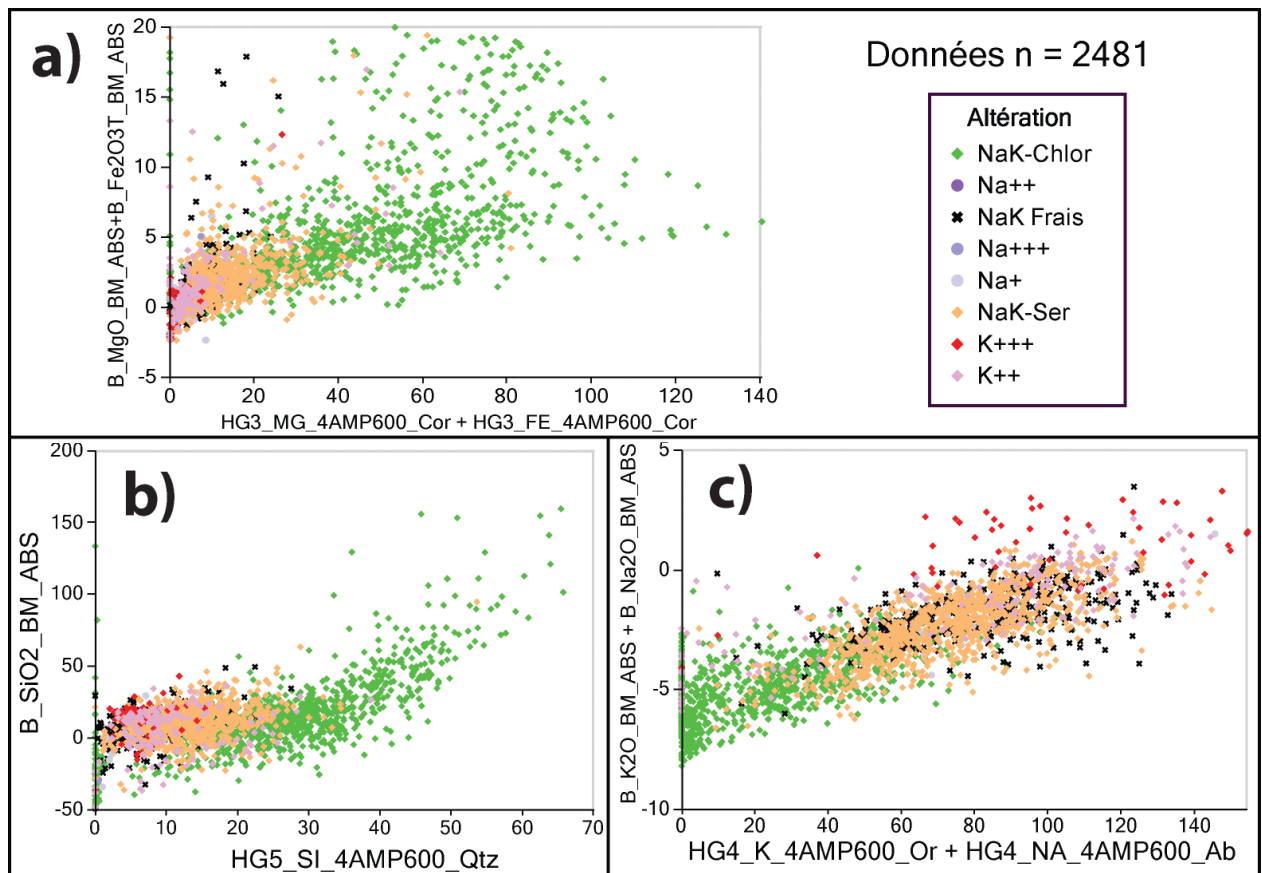 a)
B_MgO_BM_ABS+B_Fe2O3T_BM_ABS
20
15
10
5
0
-5
0 20 40 60 80 100 120 140
HG3_MG_4AMP600_Cor + HG3_FE_4AMP600_Cor
Données n = 2481
Altération
NaK-Chlor
Na++
NaK Frais
Na+++
Na+
NaK-Ser
K+++
K++
b)
B_SiO2_BM_ABS
200
150
100
50
0
-50
0 10 20 30 40 50 60 70
HG5_SI_4AMP600_Qtz
c)
B_K2O_BM_ABS + B_Na2O_BM_ABS
5
0
-5
-10
0 20 40 60 80 100 120 140
HG4_K_4AMP600_Or + HG4_NA_4AMP600_Ab